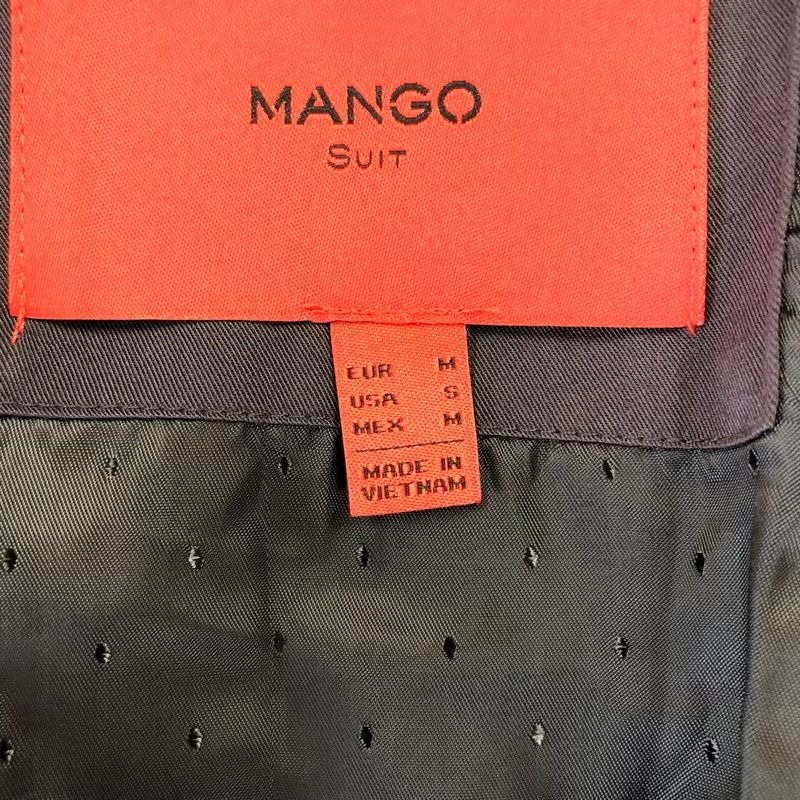 MANGO
SUIT
EUR M
USA S
MEX M
MADE IN
VIETNAM